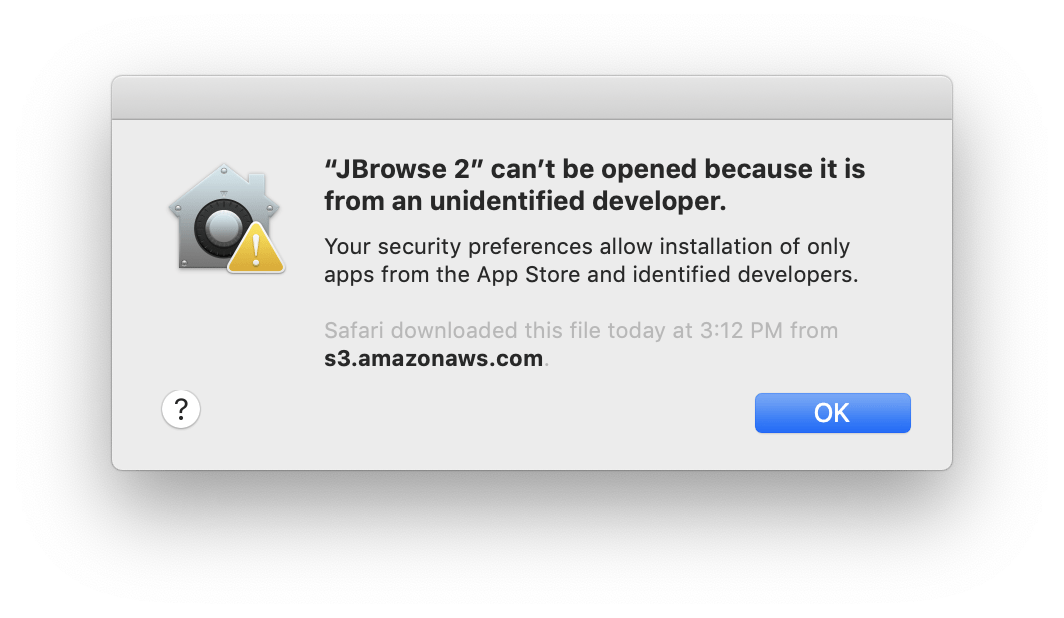 “JBrowse 2” can’t be opened because it is
from an unidentified developer.
Your security preferences allow installation of only
apps from the App Store and identified developers.
Safari downloaded this file today at 3:12 PM from
s3.amazonaws.com.
?
OK